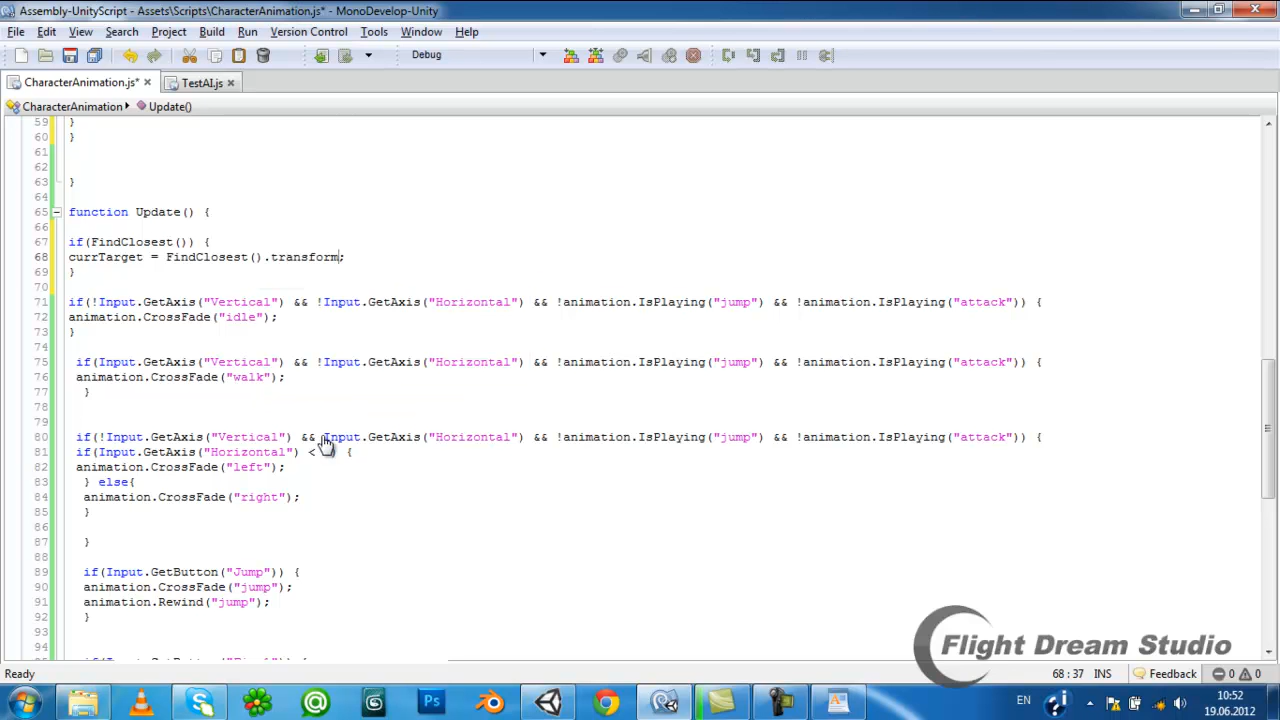 Assembly-UnityScript - Assets\Scripts\CharacterAnimation.js* - MonoDevelop-Unity
File Edit View Search Project Build Run Version Control Tools Window Help
Debug
CharacterAnimation.js* × TestAI.js ×
CharacterAnimation Update()
59 }
60 }
61
62
63 }
64
65 function Update() {
66
67 if(FindClosest()) {
68 currTarget = FindClosest().transform;
69 }
70
71 if(!Input.GetAxis("Vertical") && !Input.GetAxis("Horizontal") && !animation.IsPlaying("jump") && !animation.IsPlaying("attack")) {
72 animation.CrossFade("idle");
73 }
74
75 if(Input.GetAxis("Vertical") && !Input.GetAxis("Horizontal") && !animation.IsPlaying("jump") && !animation.IsPlaying("attack")) {
76 animation.CrossFade("walk");
77 }
78
79
80 if(!Input.GetAxis("Vertical") && Input.GetAxis("Horizontal") && !animation.IsPlaying("jump") && !animation.IsPlaying("attack")) {
81 if(Input.GetAxis("Horizontal") < ) {
82 animation.CrossFade("left");
83 } else{
84 animation.CrossFade("right");
85 }
86
87 }
88
89 if(Input.GetButton("Jump")) {
90 animation.CrossFade("jump");
91 animation.Rewind("jump");
92 }
93
94
Flight Dream Studio
Ready 68 : 37 INS Feedback 0 0
Ps EN 10:52
19.06.2012